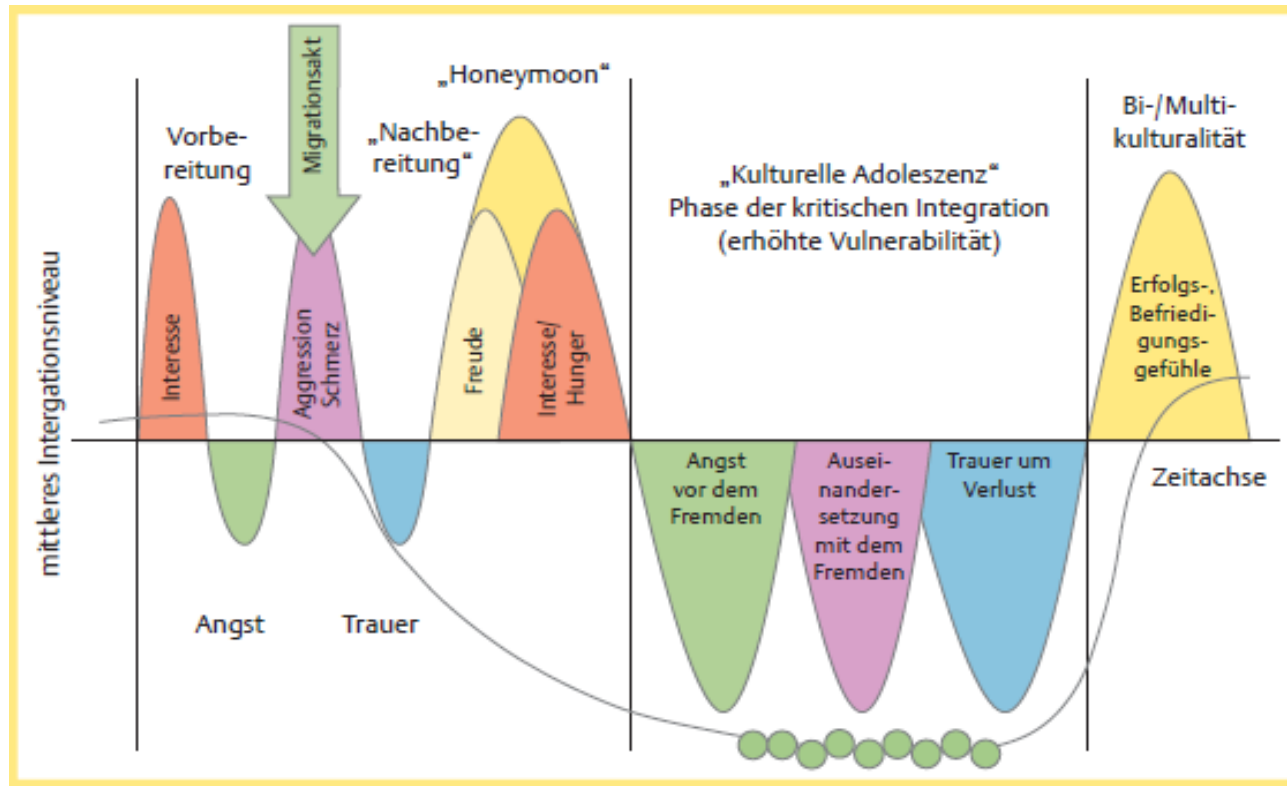 „Honeymoon“
Migrationsakt
Vorbe-
reitung
„Nachbe-
reitung“
Bi-/Multi-
kulturalität
„Kulturelle Adoleszenz“
Phase der kritischen Integration
(erhöhte Vulnerabilität)
mittleres Intergationsniveau
Interesse
Aggression
Schmerz
Freude
Interesse/
Hunger
Erfolgs-,
Befriedi-
gungs-
gefühle
Angst
vor dem
Fremden
Ausei-
nander-
setzung
mit dem
Fremden
Trauer um
Verlust
Zeitachse
Angst
Trauer